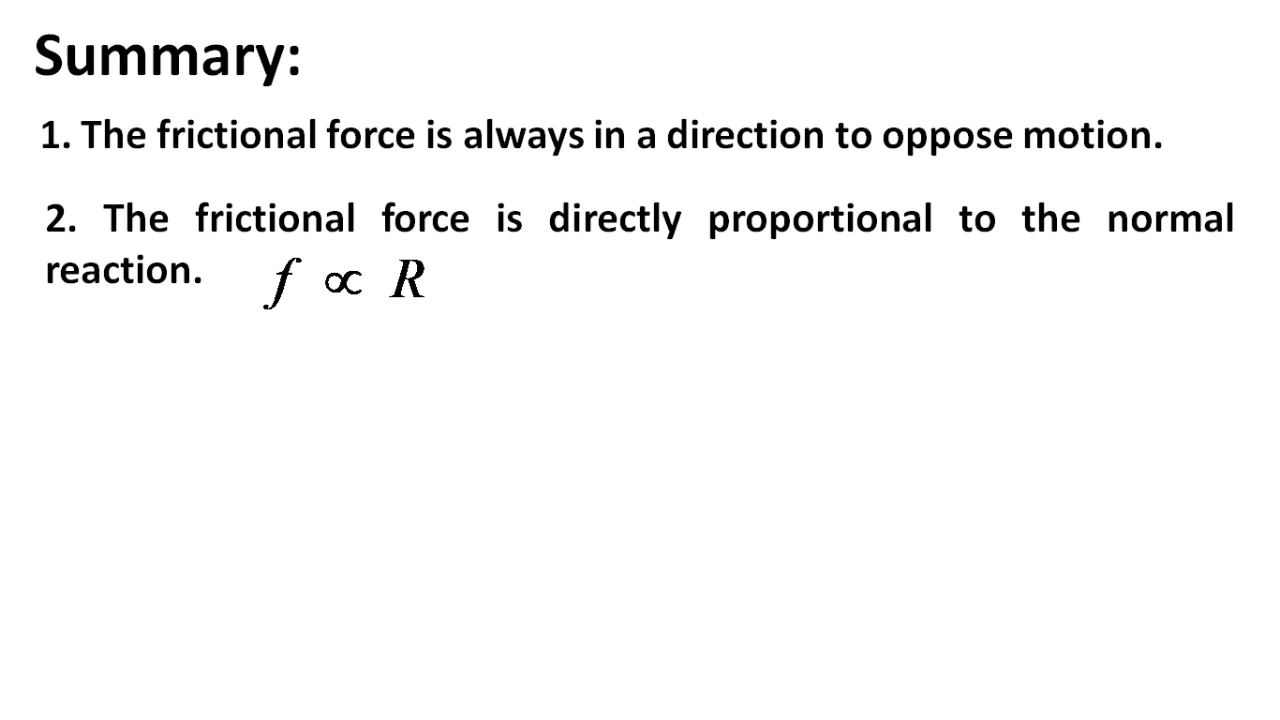 Summary:
1. The frictional force is always in a direction to oppose motion.
2. The frictional force is directly proportional to the normal
reaction. f ∝ R